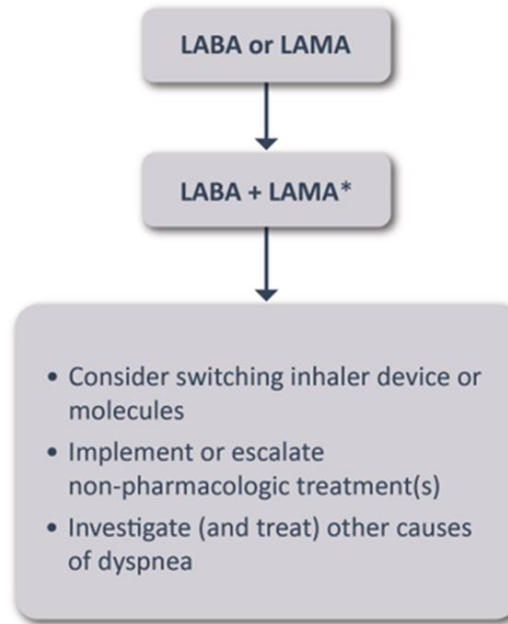 LABA or LAMA
LABA + LAMA*
• Consider switching inhaler device or
molecules
• Implement or escalate
non-pharmacologic treatment(s)
• Investigate (and treat) other causes
of dyspnea